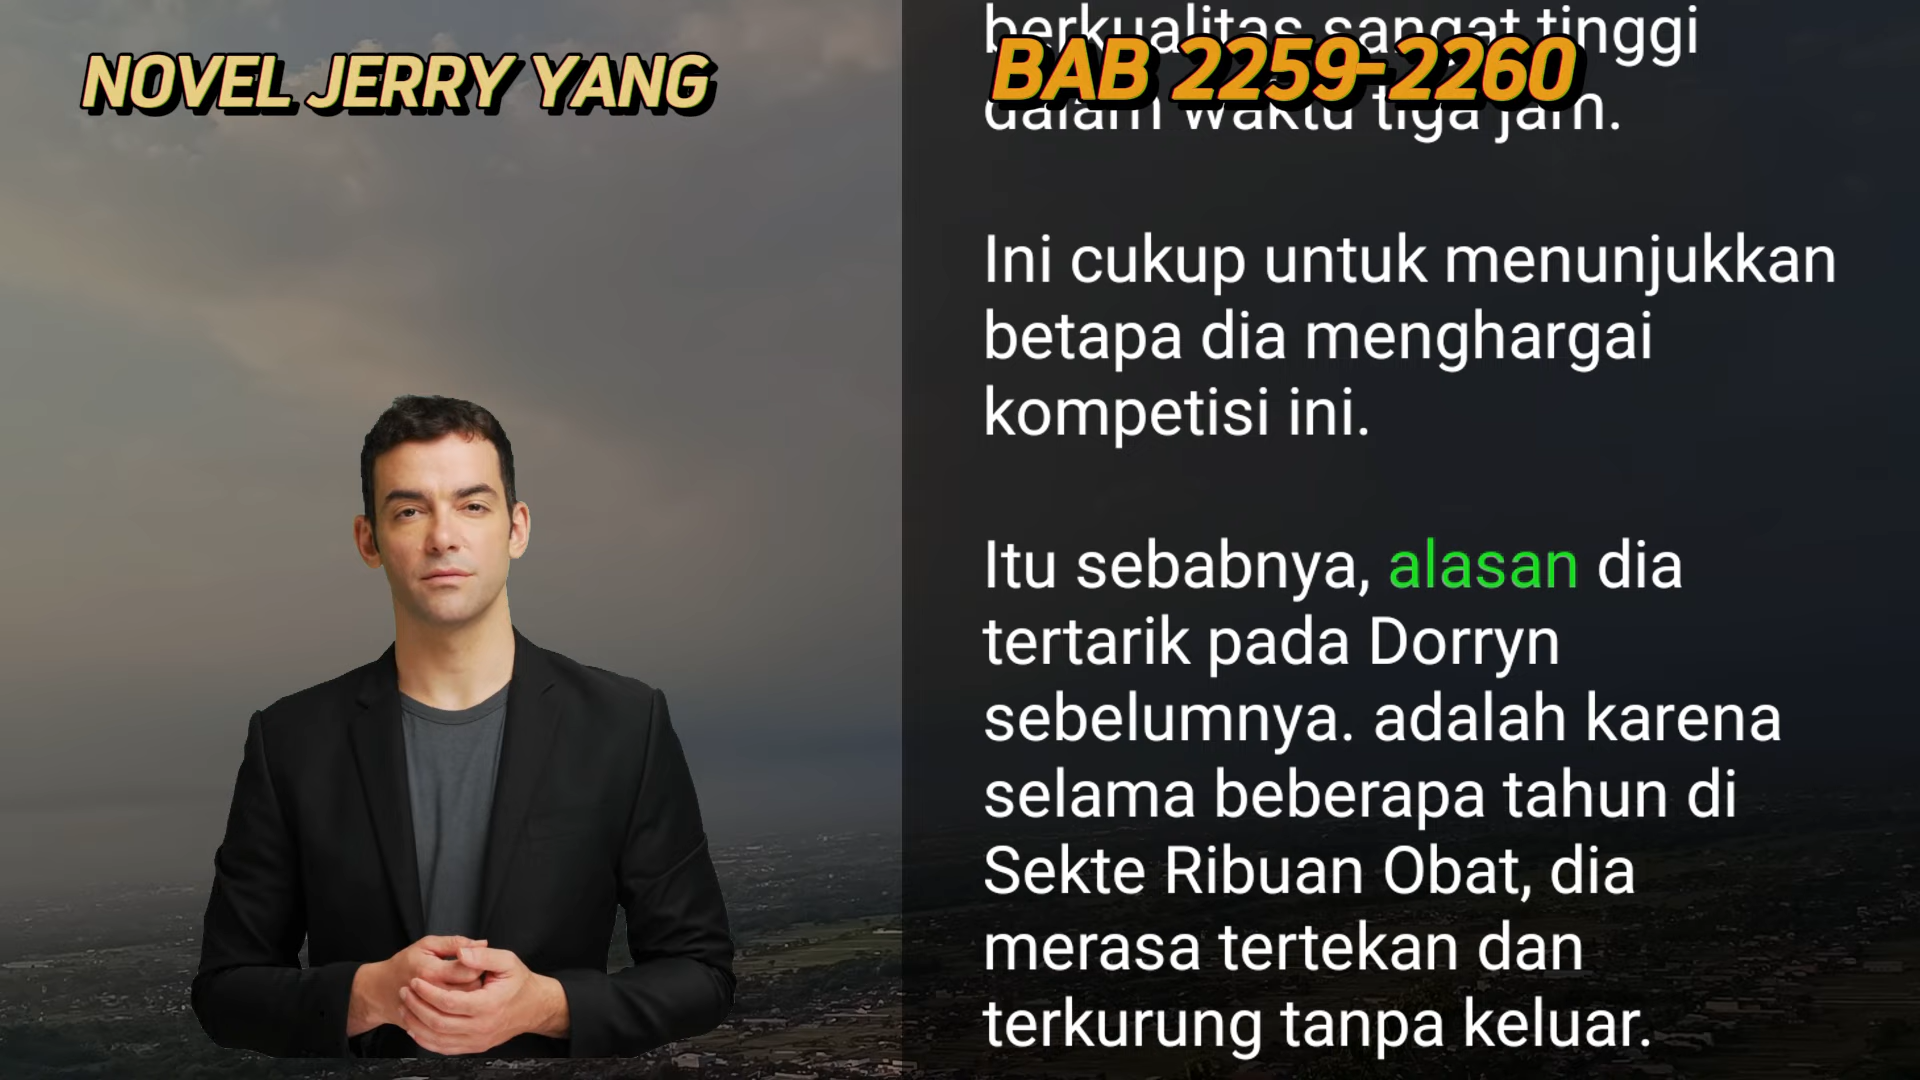 NOVEL JERRY YANG
BAB 2259-2260
berkualitas sangat tinggi
dalam waktu tiga jam.
Ini cukup untuk menunjukkan
betapa dia menghargai
kompetisi ini.
Itu sebabnya, alasan dia
tertarik pada Dorryn
sebelumnya. adalah karena
selama beberapa tahun di
Sekte Ribuan Obat, dia
merasa tertekan dan
terkurung tanpa keluar.